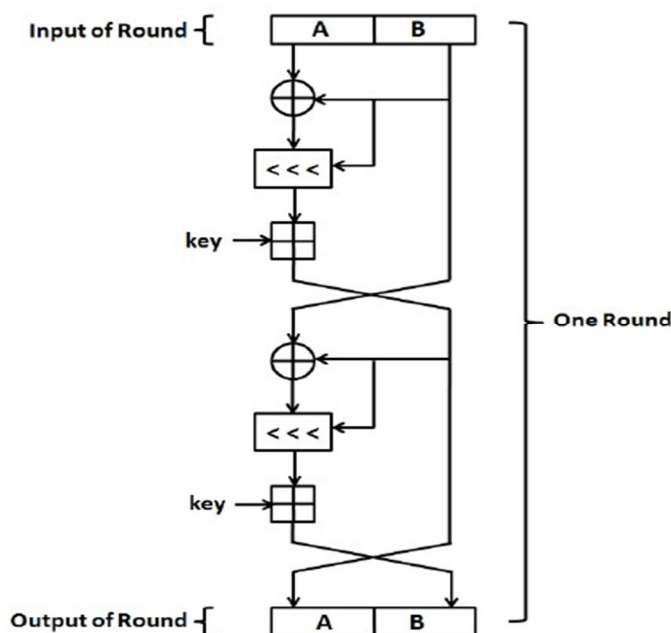 Input of Round
A B
< < <
key
One Round
< < <
key
Output of Round
A B